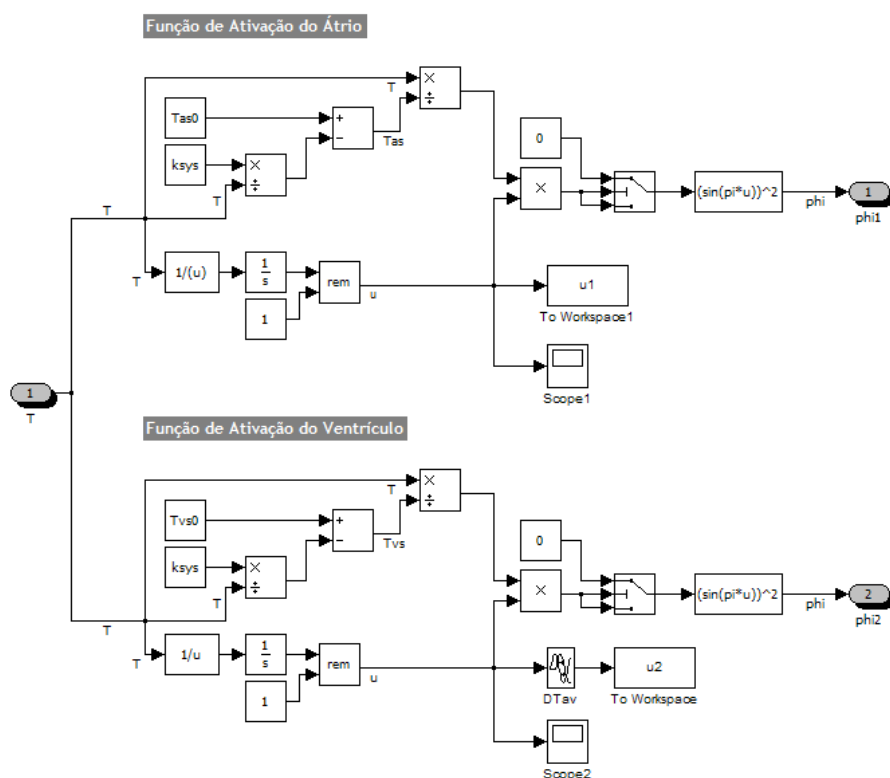 Função de Ativação do Átrio
×
÷
T
Tas0
+
−
Tas
ksys
×
÷
T
0
×
(sin(pi*u))^2
phi
1
phi1
T
T
1/(u)
1
s
rem
u
1
u1
To Workspace1
Scope1
1
T
Função de Ativação do Ventrículo
×
÷
T
Tvs0
+
−
Tvs
ksys
×
÷
T
0
×
(sin(pi*u))^2
phi
2
phi2
T
T
1/u
1
s
rem
u
1
DTav
u2
To Workspace
Scope2